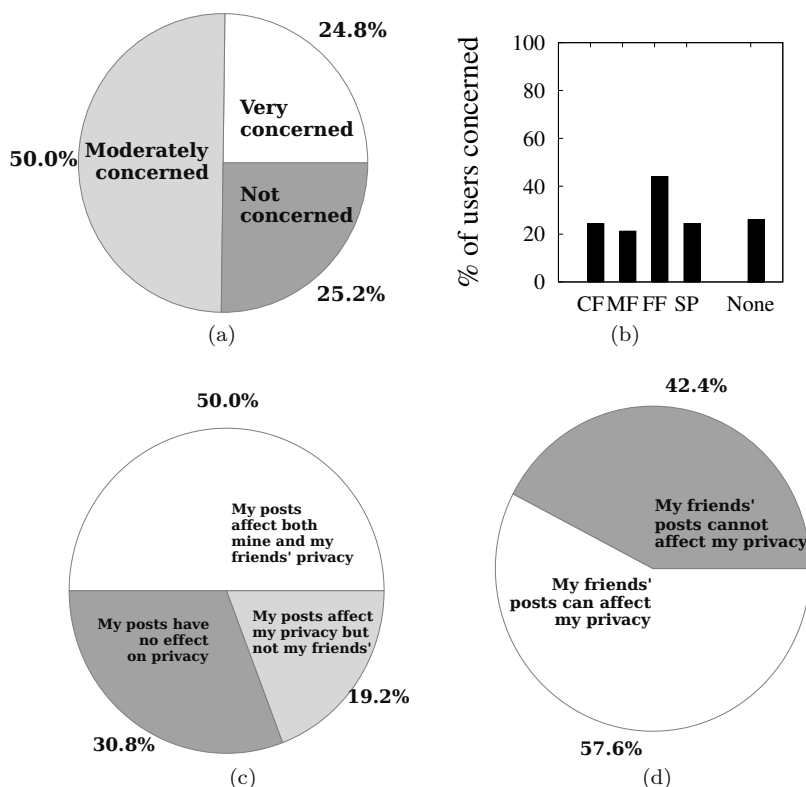 24.8%
Very
concerned
50.0%
Moderately
concerned
Not
concerned
25.2%
(a)
% of users concerned
100
80
60
40
20
0
CF MF FF SP None
(b)
50.0%
My posts
affect both
mine and my
friends' privacy
My posts have
no effect
on privacy
My posts affect
my privacy but
not my friends'
19.2%
30.8%
(c)
42.4%
My friends'
posts cannot
affect my privacy
My friends'
posts can affect
my privacy
57.6%
(d)